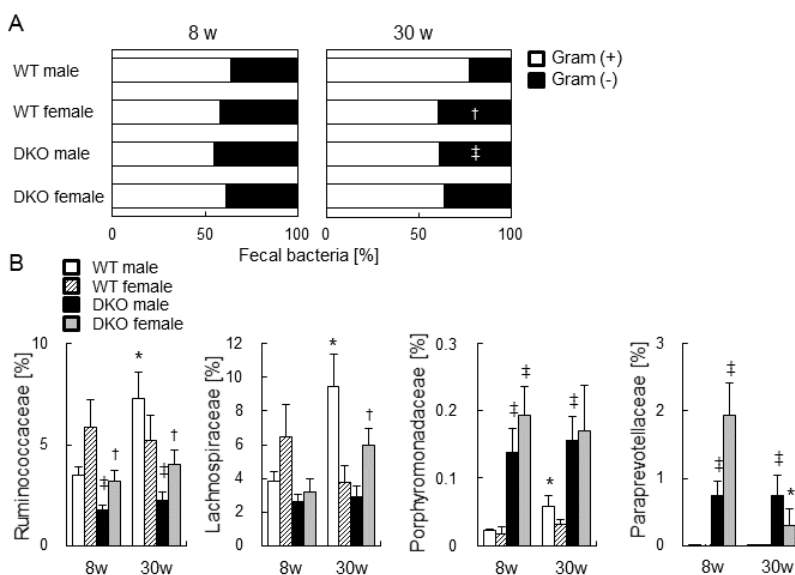 A
8 w
30 w
Gram (+)
Gram (-)
WT male
WT female
†
DKO male
‡
DKO female
0
50
100
0
50
100
Fecal bacteria [%]
B
WT male
WT female
DKO male
DKO female
Ruminococcaceae [%]
10
5
0
‡
†
*
‡
†
8w
30w
Lachnospiraceae [%]
12
10
8
6
4
2
0
*
†
8w
30w
Porphyromonadaceae [%]
0.3
0.2
0.1
0
‡
‡
*
‡
8w
30w
Paraprevotellaceae [%]
3
2
1
0
‡
‡
‡
*
8w
30w